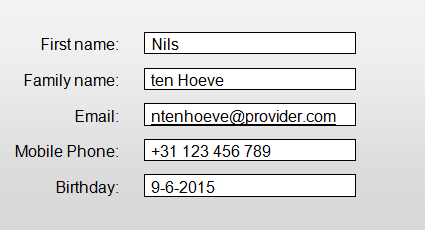 First name: Nils
Family name: ten Hoeve
Email: ntenhoeve@provider.com
Mobile Phone: +31 123 456 789
Birthday: 9-6-2015